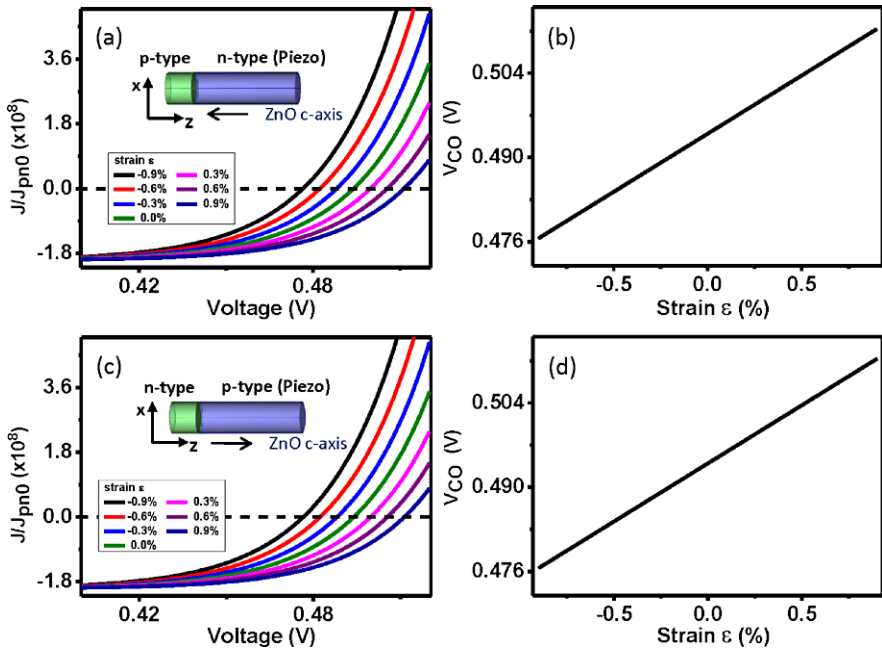 (a)
p-type n-type (Piezo)
x
z
ZnO c-axis
strain ε
-0.9% 0.3%
-0.6% 0.6%
-0.3% 0.9%
0.0%
3.6
1.8
0.0
-1.8
J/Jpn0 (x10⁸)
0.42 0.48
Voltage (V)
(b)
0.504
0.490
0.476
VCO (V)
-0.5 0.0 0.5
Strain ε (%)
(c)
n-type p-type (Piezo)
x
z
ZnO c-axis
strain ε
-0.9% 0.3%
-0.6% 0.6%
-0.3% 0.9%
0.0%
3.6
1.8
0.0
-1.8
J/Jpn0 (x10⁸)
0.42 0.48
Voltage (V)
(d)
0.504
0.490
0.476
VCO (V)
-0.5 0.0 0.5
Strain ε (%)